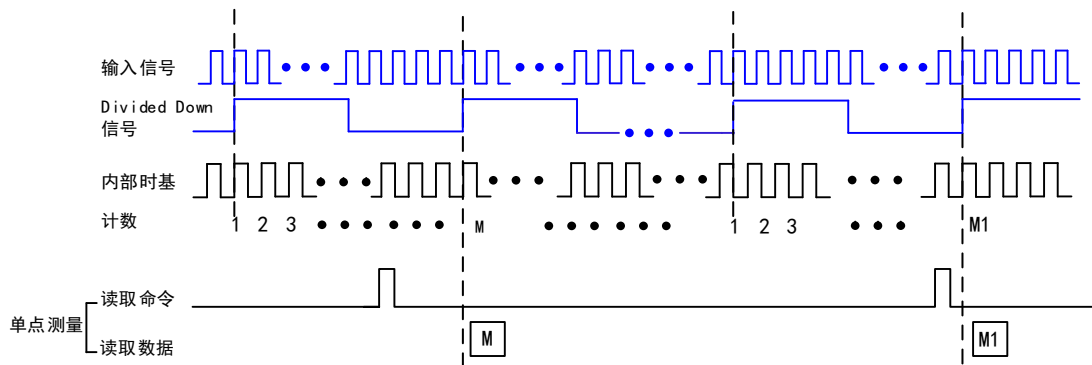 输入信号
Divided Down
信号
内部时基
计数 1 2 3 M 1 2 3 M1
读取命令
单点测量
读取数据
M M1